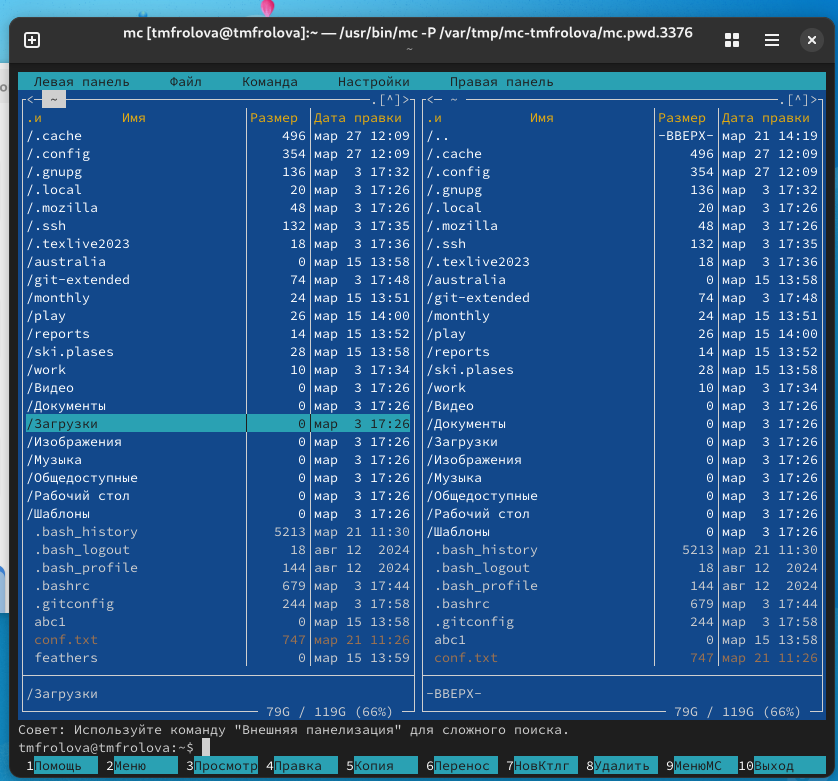 mc [tmfrolova@tmfrolova]:~ — /usr/bin/mc -P /var/tmp/mc-tmfrolova/mc.pwd.3376
~
Левая панель Файл Команда Настройки Правая панель
<─ ~ ─.[^]>
.и Имя Размер Дата правки
/.cache 496 мар 27 12:09
/.config 354 мар 27 12:09
/.gnupg 136 мар 3 17:32
/.local 20 мар 3 17:26
/.mozilla 48 мар 3 17:26
/.ssh 132 мар 3 17:35
/.texlive2023 18 мар 3 17:36
/australia 0 мар 15 13:58
/git-extended 74 мар 3 17:48
/monthly 24 мар 15 13:51
/play 26 мар 15 14:00
/reports 14 мар 15 13:52
/ski.plases 28 мар 15 13:58
/work 10 мар 3 17:34
/Видео 0 мар 3 17:26
/Документы 0 мар 3 17:26
/Загрузки 0 мар 3 17:26
/Изображения 0 мар 3 17:26
/Музыка 0 мар 3 17:26
/Общедоступные 0 мар 3 17:26
/Рабочий стол 0 мар 3 17:26
/Шаблоны 0 мар 3 17:26
.bash_history 5213 мар 21 11:30
.bash_logout 18 авг 12 2024
.bash_profile 144 авг 12 2024
.bashrc 679 мар 3 17:44
.gitconfig 244 мар 3 17:58
abc1 0 мар 15 13:58
conf.txt 747 мар 21 11:26
feathers 0 мар 15 13:59
/Загрузки
79G / 119G (66%)
<─ ~ ─.[^]>
.и Имя Размер Дата правки
/.. -ВВЕРХ- мар 21 14:19
/.cache 496 мар 27 12:09
/.config 354 мар 27 12:09
/.gnupg 136 мар 3 17:32
/.local 20 мар 3 17:26
/.mozilla 48 мар 3 17:26
/.ssh 132 мар 3 17:35
/.texlive2023 18 мар 3 17:36
/australia 0 мар 15 13:58
/git-extended 74 мар 3 17:48
/monthly 24 мар 15 13:51
/play 26 мар 15 14:00
/reports 14 мар 15 13:52
/ski.plases 28 мар 15 13:58
/work 10 мар 3 17:34
/Видео 0 мар 3 17:26
/Документы 0 мар 3 17:26
/Загрузки 0 мар 3 17:26
/Изображения 0 мар 3 17:26
/Музыка 0 мар 3 17:26
/Общедоступные 0 мар 3 17:26
/Рабочий стол 0 мар 3 17:26
/Шаблоны 0 мар 3 17:26
.bash_history 5213 мар 21 11:30
.bash_logout 18 авг 12 2024
.bash_profile 144 авг 12 2024
.bashrc 679 мар 3 17:44
.gitconfig 244 мар 3 17:58
abc1 0 мар 15 13:58
conf.txt 747 мар 21 11:26
-ВВЕРХ-
79G / 119G (66%)
Совет: Используйте команду "Внешняя панелизация" для сложного поиска.
tmfrolova@tmfrolova:~$
1Помощь 2Меню 3Просмотр 4Правка 5Копия 6Перенос 7НовКтлг 8Удалить 9МенюMC 10Выход